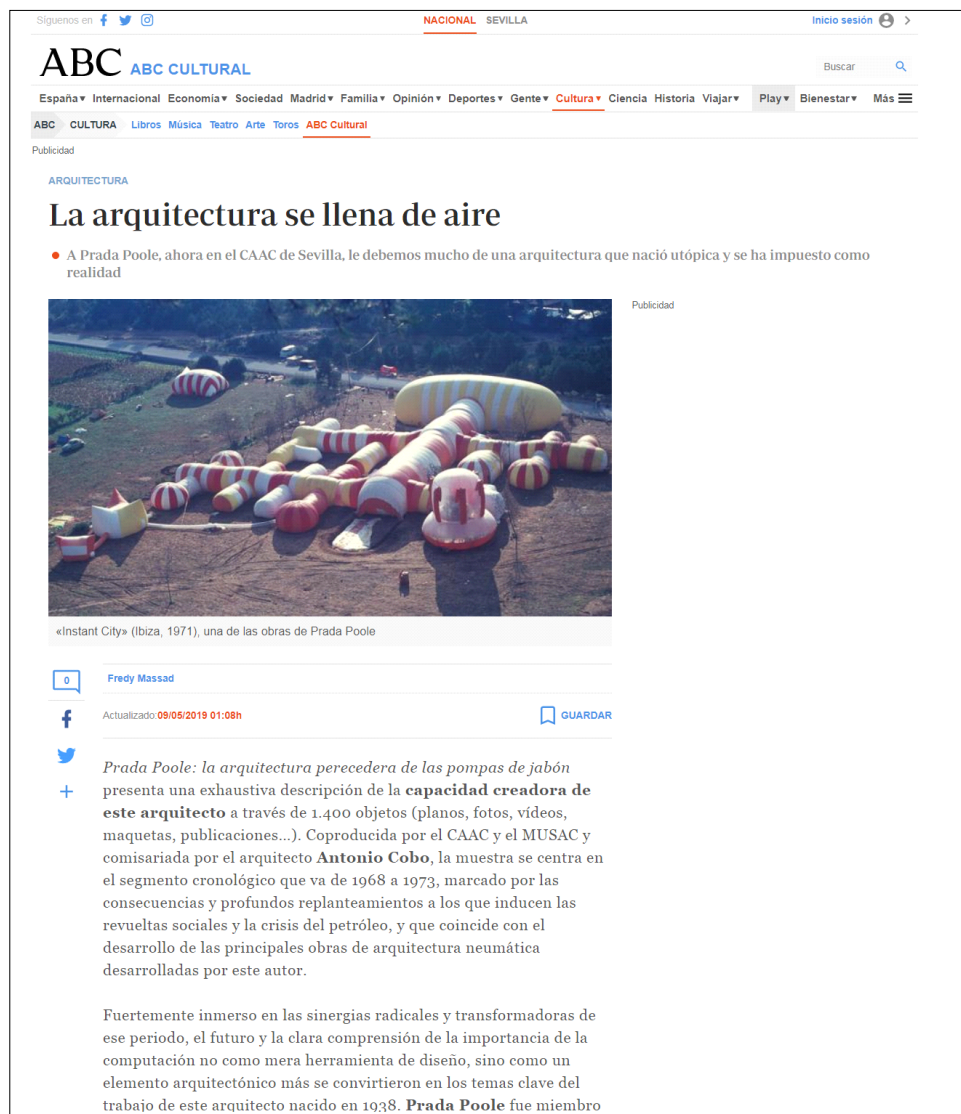 Síguenos en
NACIONAL SEVILLA
Inicio sesión
ABC ABC CULTURAL
Buscar
España Internacional Economía Sociedad Madrid Familia Opinión Deportes Gente Cultura Ciencia Historia Viajar Play Bienestar Más
ABC CULTURA Libros Música Teatro Arte Toros ABC Cultural
Publicidad
ARQUITECTURA
La arquitectura se llena de aire
A Prada Poole, ahora en el CAAC de Sevilla, le debemos mucho de una arquitectura que nació utópica y se ha impuesto como
realidad
Publicidad
«Instant City» (Ibiza, 1971), una de las obras de Prada Poole
0
Fredy Massad
Actualizado:09/05/2019 01:08h
GUARDAR
Prada Poole: la arquitectura perecedera de las pompas de jabón
presenta una exhaustiva descripción de la capacidad creadora de
este arquitecto a través de 1.400 objetos (planos, fotos, vídeos,
maquetas, publicaciones...). Coproducida por el CAAC y el MUSAC y
comisariada por el arquitecto Antonio Cobo, la muestra se centra en
el segmento cronológico que va de 1968 a 1973, marcado por las
consecuencias y profundos replanteamientos a los que inducen las
revueltas sociales y la crisis del petróleo, y que coincide con el
desarrollo de las principales obras de arquitectura neumática
desarrolladas por este autor.
Fuertemente inmerso en las sinergias radicales y transformadoras de
ese periodo, el futuro y la clara comprensión de la importancia de la
computación no como mera herramienta de diseño, sino como un
elemento arquitectónico más se convirtieron en los temas clave del
trabajo de este arquitecto nacido en 1938. Prada Poole fue miembro